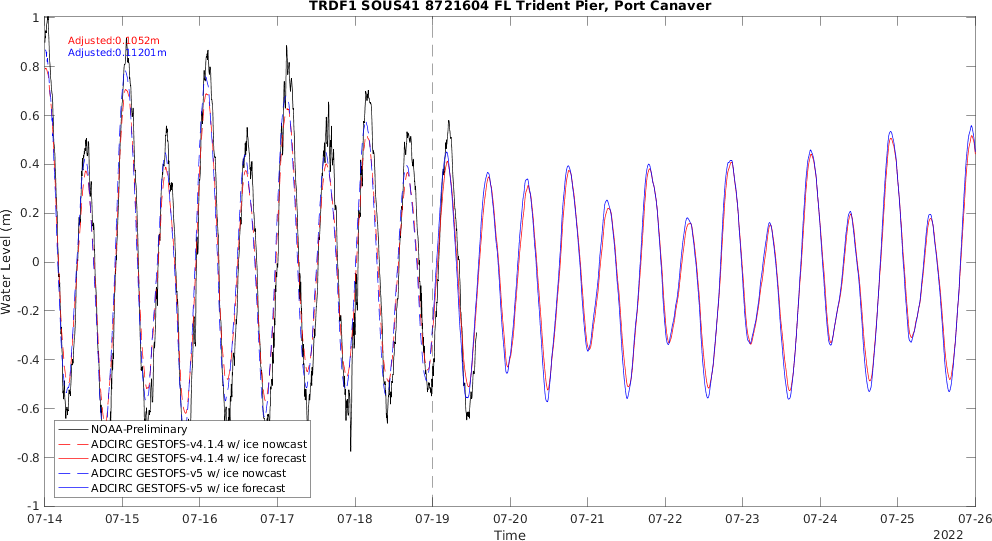 TRDF1 SOUS41 8721604 FL Trident Pier, Port Canaver
Adjusted:0.1052m
Adjusted:0.11201m
1
0.8
0.6
0.4
0.2
0
-0.2
-0.4
-0.6
-0.8
-1
Water Level (m)
NOAA-Preliminary
ADCIRC GESTOFS-v4.1.4 w/ ice nowcast
ADCIRC GESTOFS-v4.1.4 w/ ice forecast
ADCIRC GESTOFS-v5 w/ ice nowcast
ADCIRC GESTOFS-v5 w/ ice forecast
07-14 07-15 07-16 07-17 07-18 07-19 07-20 07-21 07-22 07-23 07-24 07-25 07-26
Time
2022